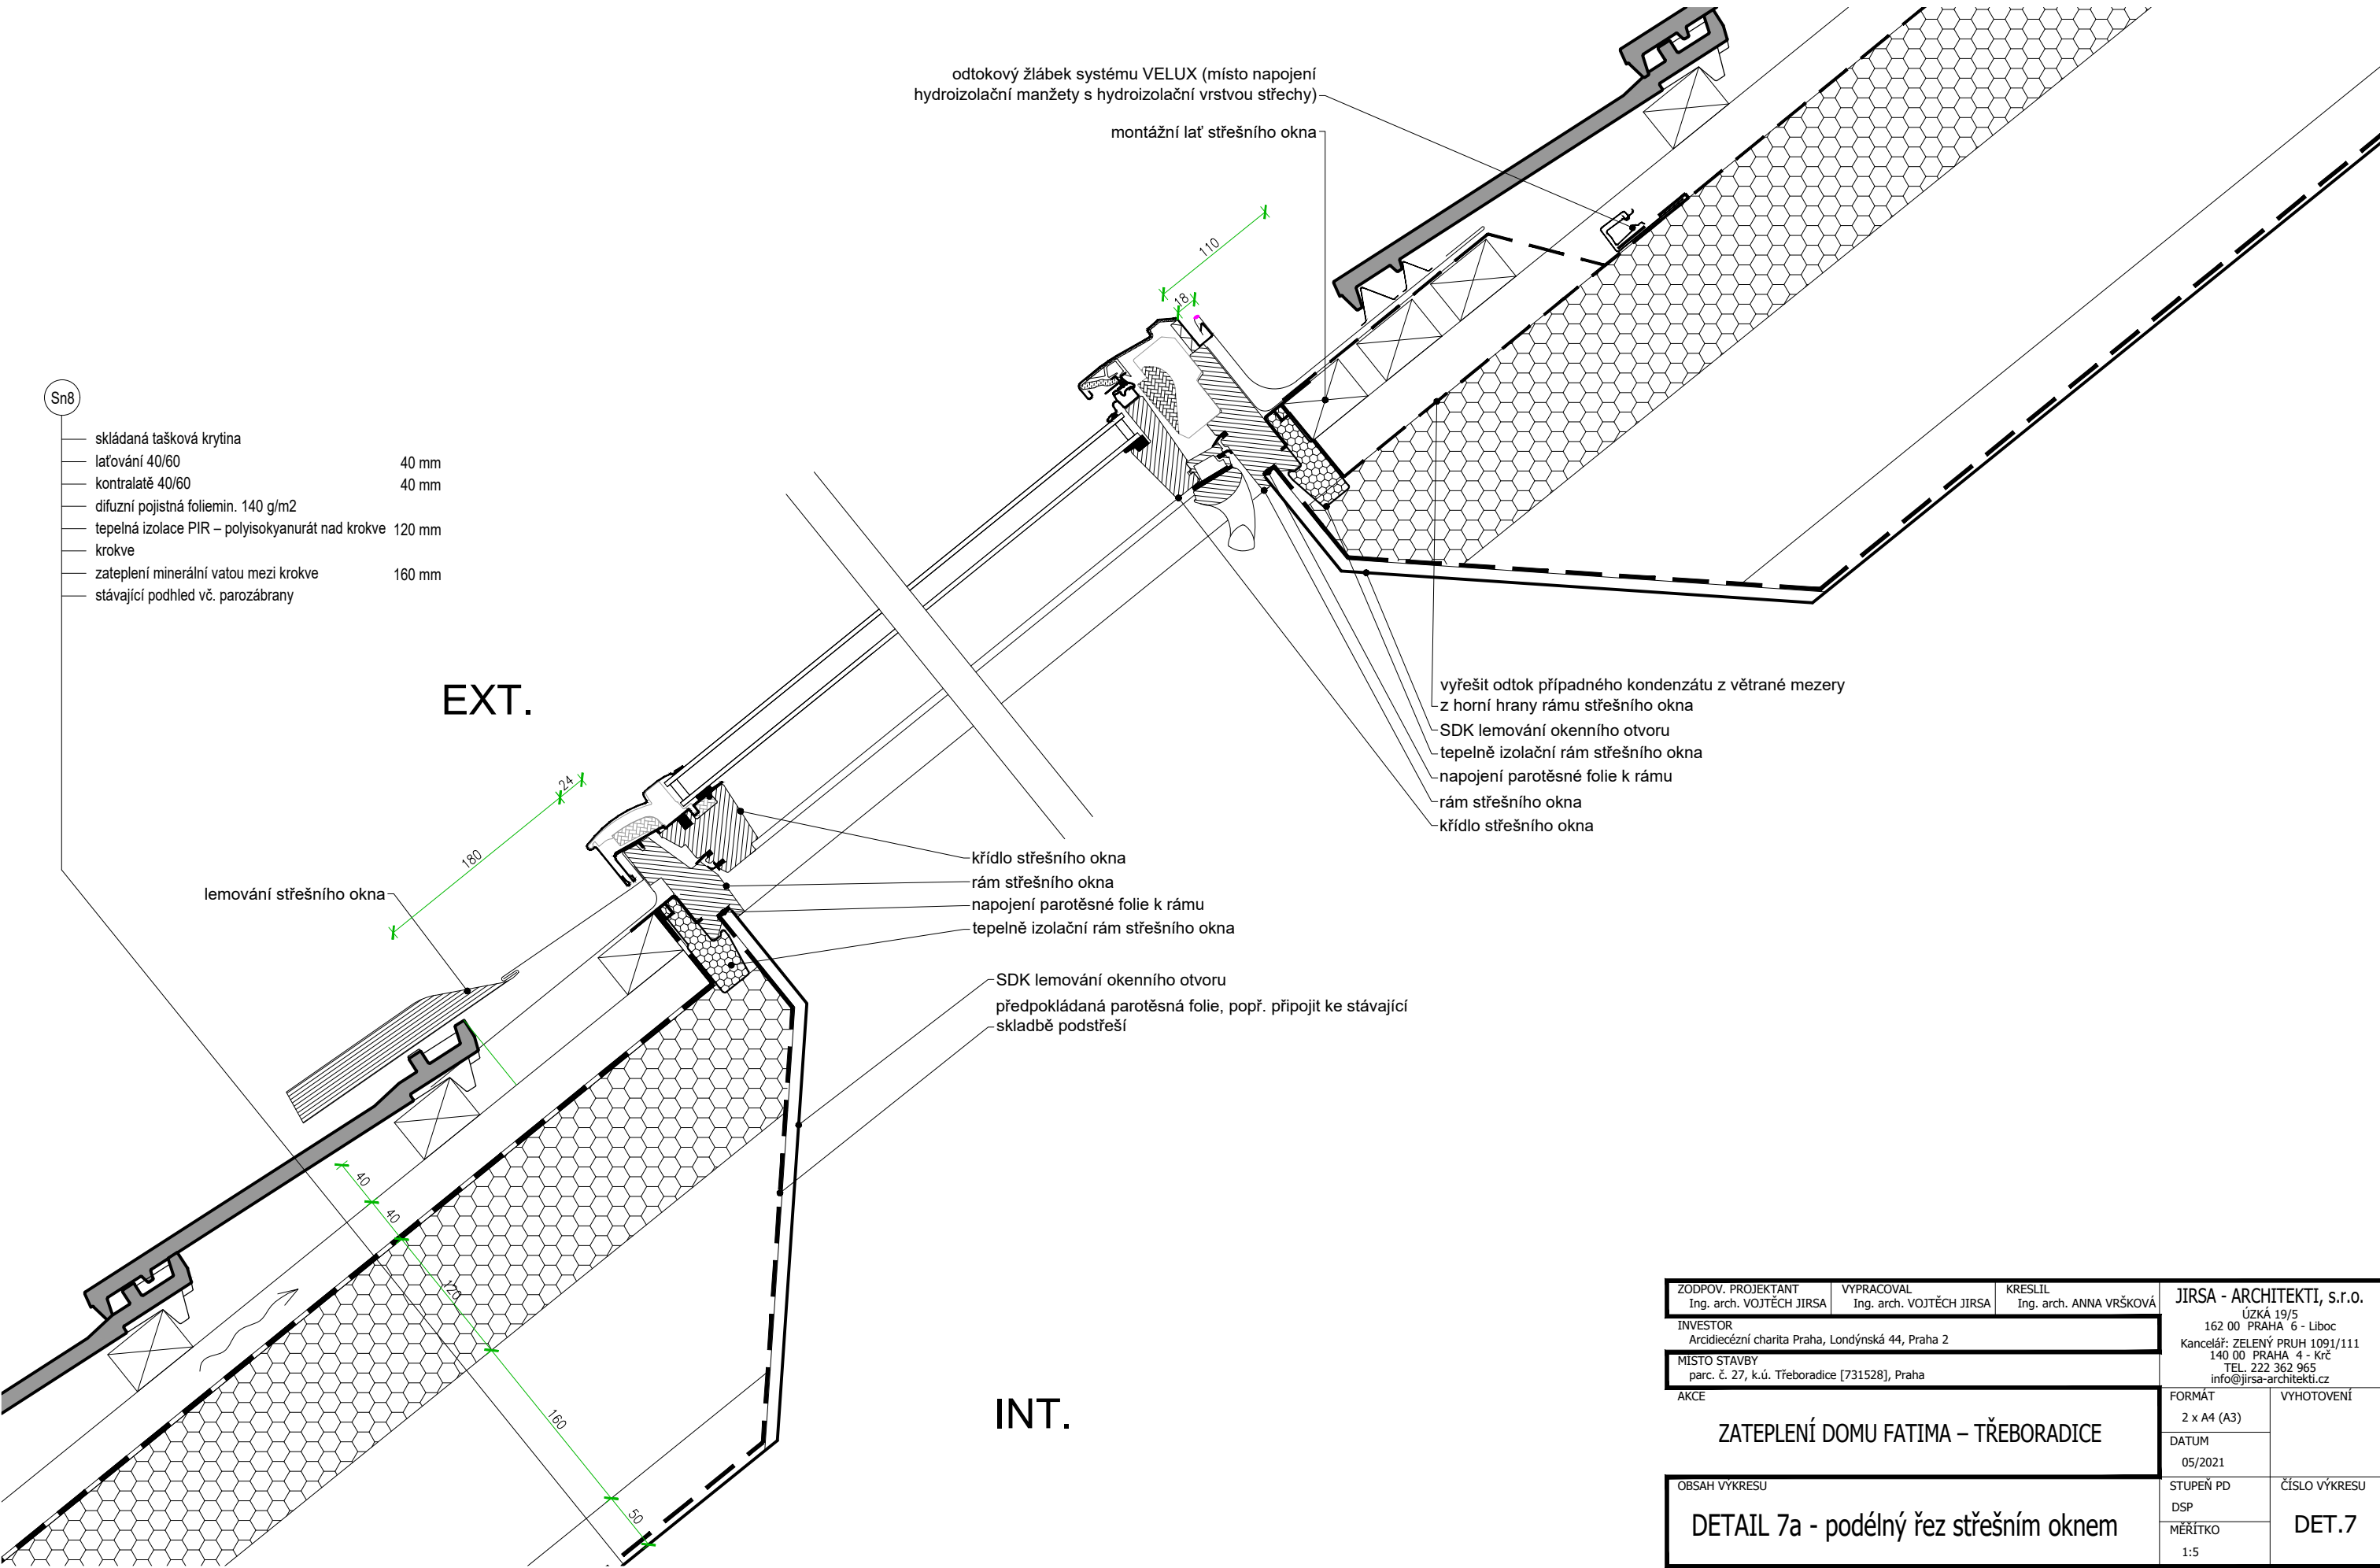 odtokový žlábek systému VELUX (místo napojení
hydroizolační manžety s hydroizolační vrstvou střechy)
montážní lať střešního okna
110
18
Sn8
skládaná tašková krytina
laťování 40/60 40 mm
kontralatě 40/60 40 mm
difuzní pojistná foliemin. 140 g/m2
tepelná izolace PIR – polyisokyanurát nad krokve 120 mm
krokve
zateplení minerální vatou mezi krokve 160 mm
stávající podhled vč. parozábrany
EXT.
vyřešit odtok případného kondenzátu z větrané mezery
z horní hrany rámu střešního okna
SDK lemování okenního otvoru
tepelně izolační rám střešního okna
napojení parotěsné folie k rámu
rám střešního okna
křídlo střešního okna
24
180
lemování střešního okna
křídlo střešního okna
rám střešního okna
napojení parotěsné folie k rámu
tepelně izolační rám střešního okna
SDK lemování okenního otvoru
předpokládaná parotěsná folie, popř. připojit ke stávající
skladbě podstřeší
40
40
120
160
50
INT.
ZODPOV. PROJEKTANT
Ing. arch. VOJTĚCH JIRSA
VYPRACOVAL
Ing. arch. VOJTĚCH JIRSA
KRESLIL
Ing. arch. ANNA VRŠKOVÁ
JIRSA - ARCHITEKTI, s.r.o.
ÚZKÁ 19/5
162 00 PRAHA 6 - Liboc
Kancelář: ZELENÝ PRUH 1091/111
140 00 PRAHA 4 - Krč
TEL. 222 362 965
info@jirsa-architekti.cz
INVESTOR
Arcidiecézní charita Praha, Londýnská 44, Praha 2
MÍSTO STAVBY
parc. č. 27, k.ú. Třeboradice [731528], Praha
AKCE
ZATEPLENÍ DOMU FATIMA – TŘEBORADICE
FORMÁT
2 x A4 (A3)
VYHOTOVENÍ
DATUM
05/2021
OBSAH VÝKRESU
DETAIL 7a - podélný řez střešním oknem
STUPEŇ PD
DSP
ČÍSLO VÝKRESU
DET.7
MĚŘÍTKO
1:5